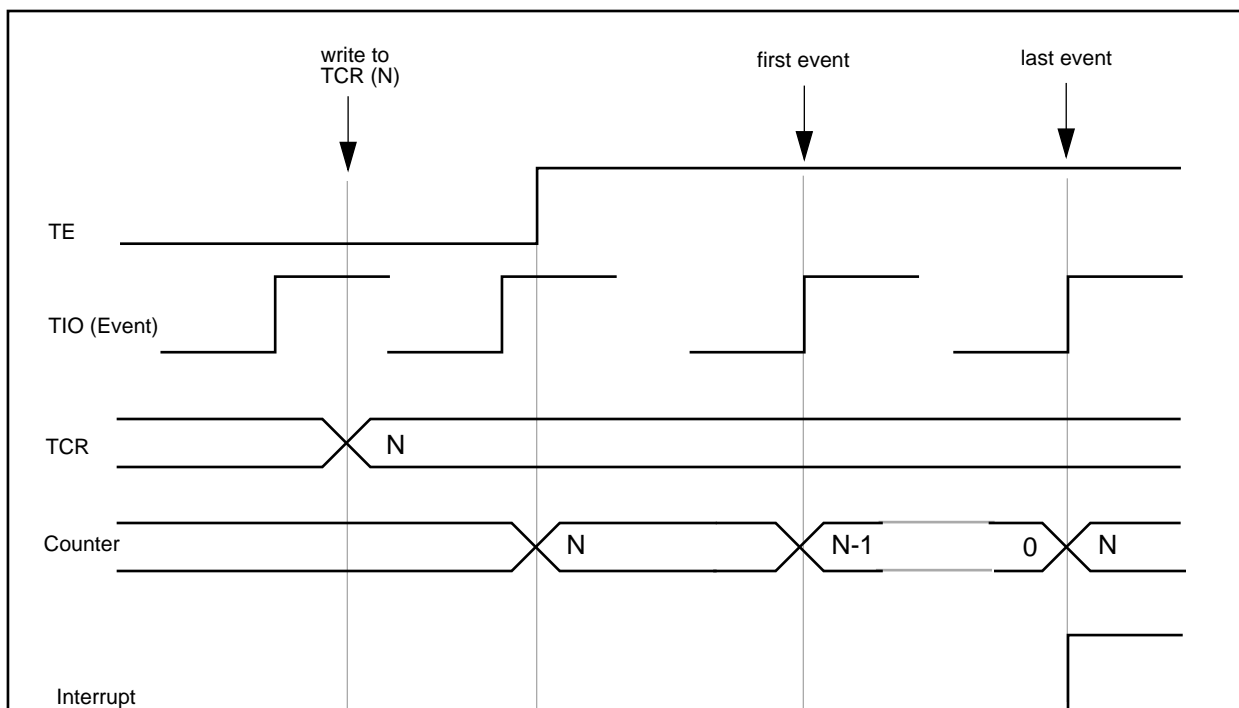 write to
TCR (N)
first event
last event
TE
TIO (Event)
TCR
N
Counter
N
N-1
0
N
Interrupt